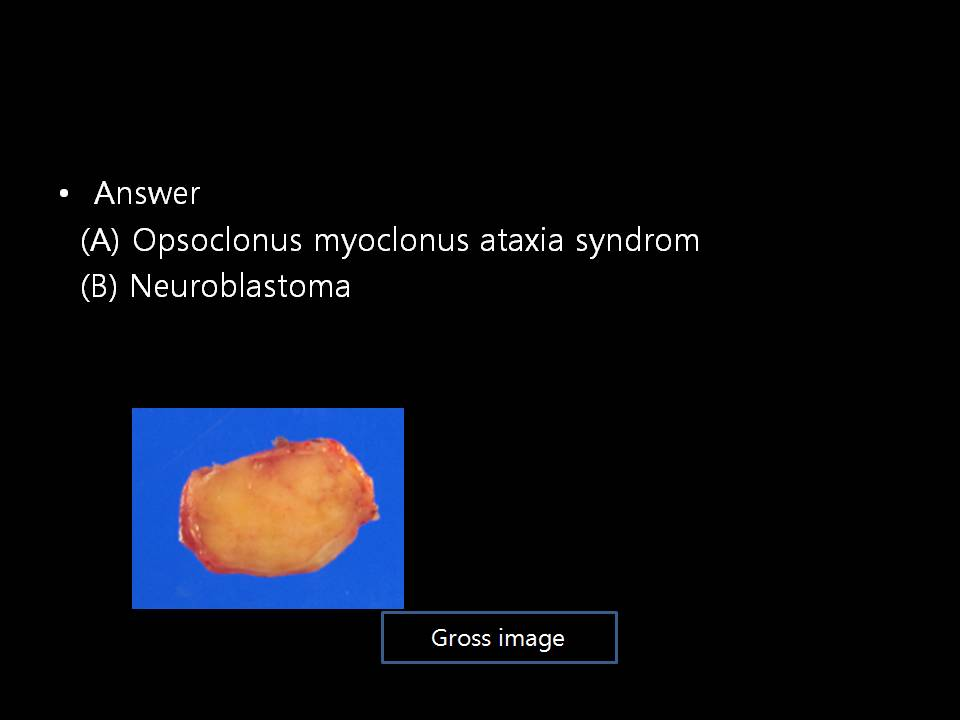 • Answer
(A) Opsoclonus myoclonus ataxia syndrom
(B) Neuroblastoma
Gross image